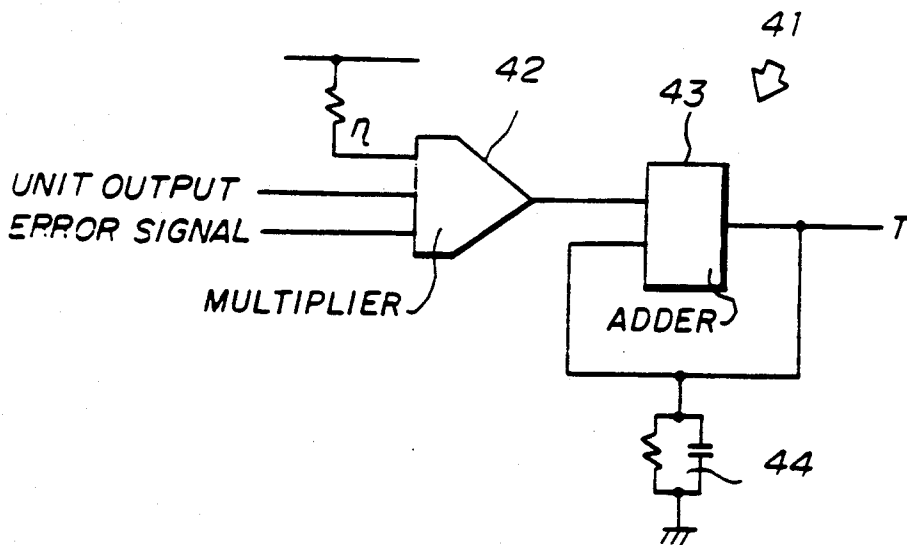 41
42
43
η
UNIT OUTPUT
ERROR SIGNAL
T
MULTIPLIER
ADDER
44